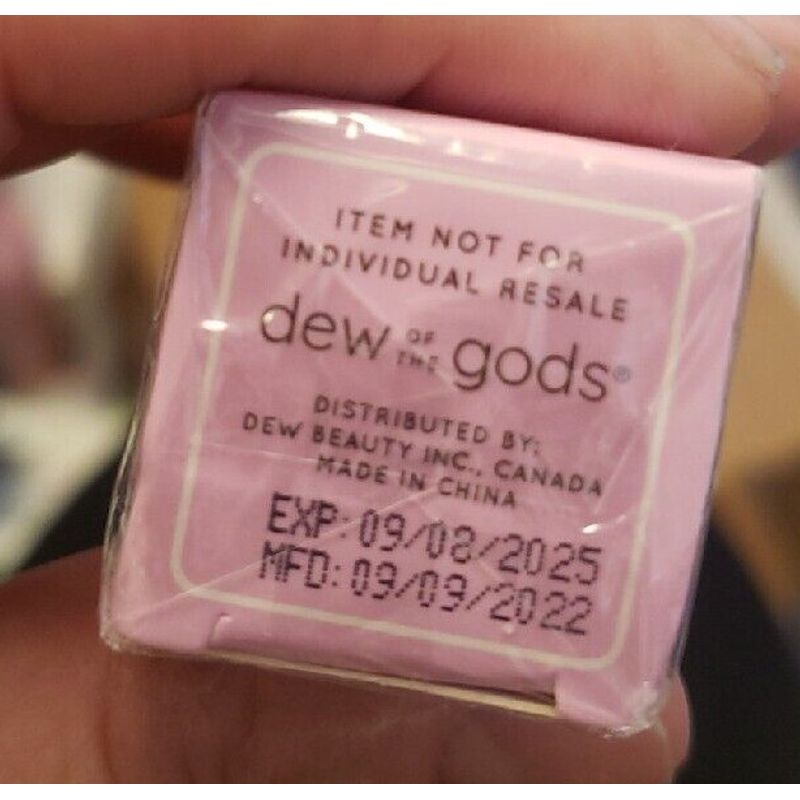 ITEM NOT FOR
INDIVIDUAL RESALE
dew OF THE gods®
DISTRIBUTED BY:
DEW BEAUTY INC., CANADA
MADE IN CHINA
EXP: 09/08/2025
MFD: 09/09/2022